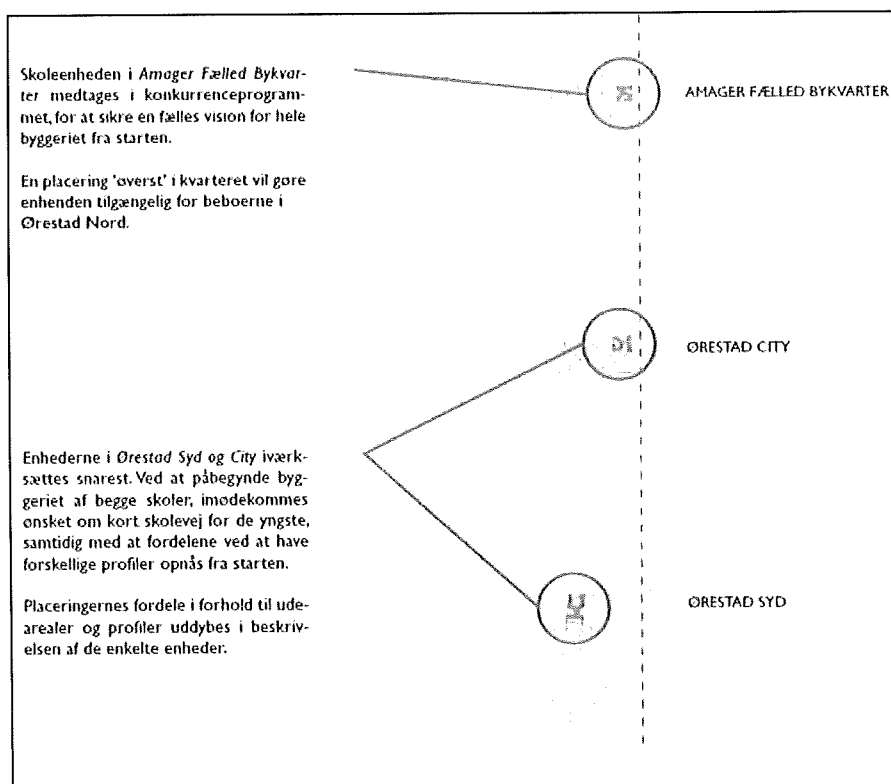 Skoleenheden i Amager Fælled Bykvar-
ter medtages i konkurrenceprogram-
met, for at sikre en fælles vision for hele
byggeriet fra starten.
En placering 'øverst' i kvarteret vil gøre
enhenden tilgængelig for beboerne i
Ørestad Nord.
AMAGER FÆLLED BYKVARTER
ØRESTAD CITY
Enhederne i Ørestad Syd og City iværk-
sættes snarest. Ved at påbegynde byg-
geriet af begge skoler, imødekommes
ønsket om kort skolevej for de yngste,
samtidig med at fordelene ved at have
forskellige profiler opnås fra starten.
Placeringernes fordele i forhold til ude-
arealer og profiler uddybes i beskriv-
elsen af de enkelte enheder.
ØRESTAD SYD